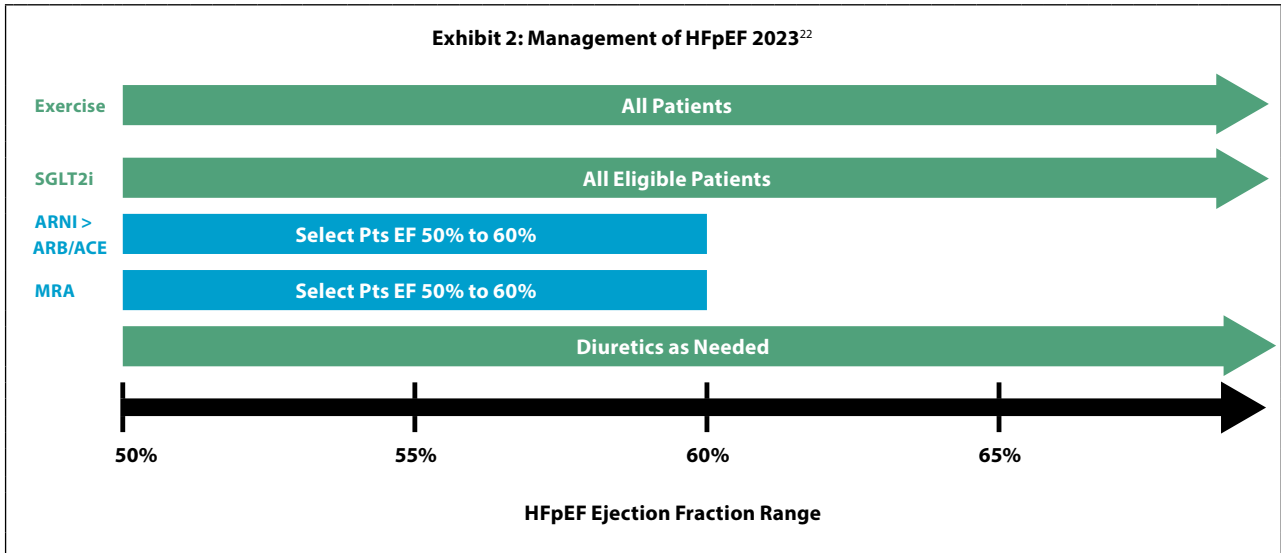 Exhibit 2: Management of HFpEF 2023²²
Exercise
All Patients
SGLT2i
All Eligible Patients
ARNI >
ARB/ACE
Select Pts EF 50% to 60%
MRA
Select Pts EF 50% to 60%
Diuretics as Needed
50%
55%
60%
65%
HFpEF Ejection Fraction Range